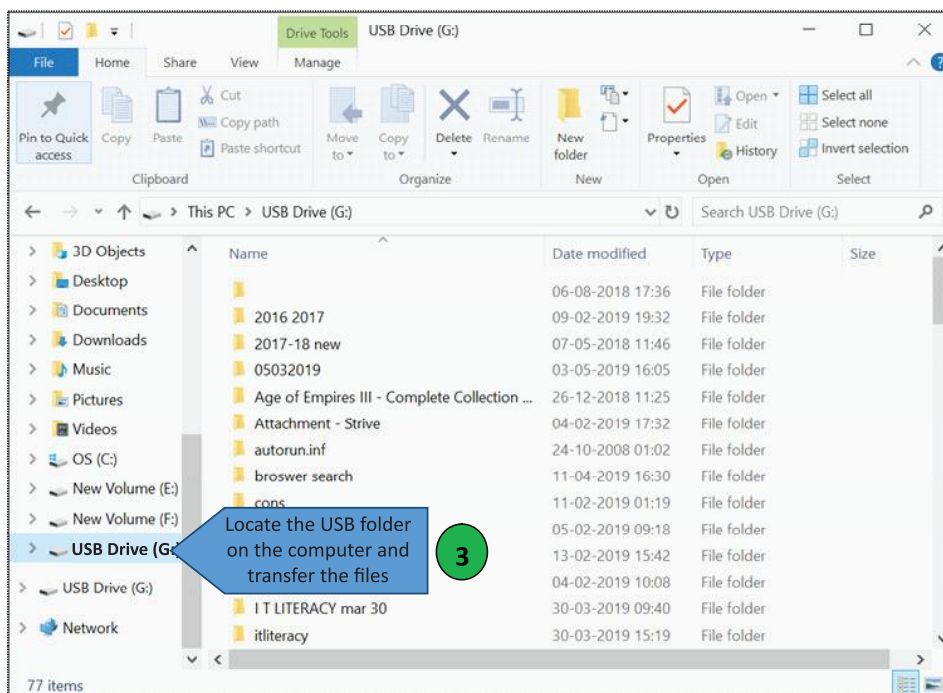 Drive Tools USB Drive (G:)
File Home Share View Manage
Pin to Quick access
Copy
Paste
Cut
Copy path
Paste shortcut
Clipboard
Move to
Copy to
Delete
Rename
Organize
New folder
New
Properties
Open
Edit
History
Open
Select all
Select none
Invert selection
Select
This PC > USB Drive (G:)
Search USB Drive (G:)
3D Objects
Desktop
Documents
Downloads
Music
Pictures
Videos
OS (C:)
New Volume (E:)
New Volume (F:)
USB Drive (G:
USB Drive (G:)
Network
Name Date modified Type Size
06-08-2018 17:36 File folder
2016 2017 09-02-2019 19:32 File folder
2017-18 new 07-05-2018 11:46 File folder
05032019 03-05-2019 16:05 File folder
Age of Empires III - Complete Collection ... 26-12-2018 11:25 File folder
Attachment - Strive 04-02-2019 17:32 File folder
autorun.inf 24-10-2008 01:02 File folder
broswer search 11-04-2019 16:30 File folder
cons 11-02-2019 01:19 File folder
05-02-2019 09:18 File folder
13-02-2019 15:42 File folder
04-02-2019 10:08 File folder
I T LITERACY mar 30 30-03-2019 09:40 File folder
itliteracy 30-03-2019 15:19 File folder
Locate the USB folder
on the computer and
transfer the files
3
77 items